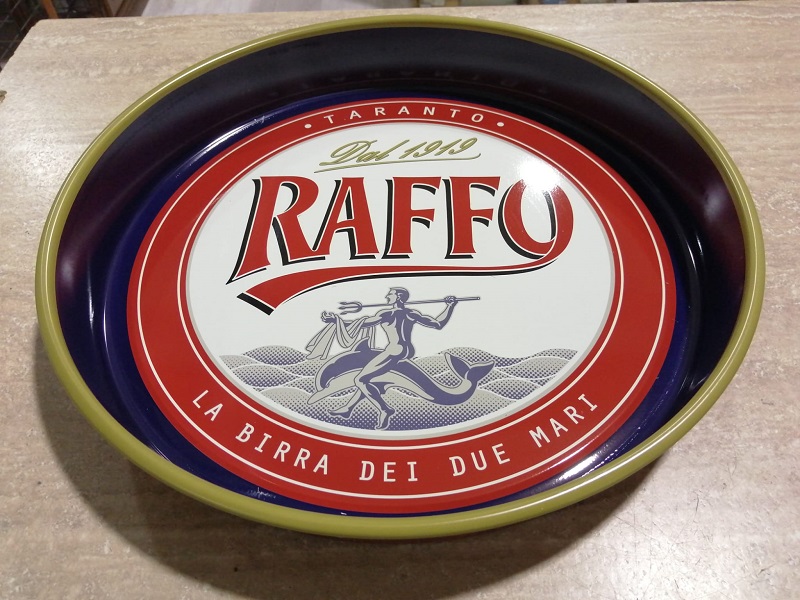 • TARANTO •
Dal 1919
RAFFO
LA BIRRA DEI DUE MARI